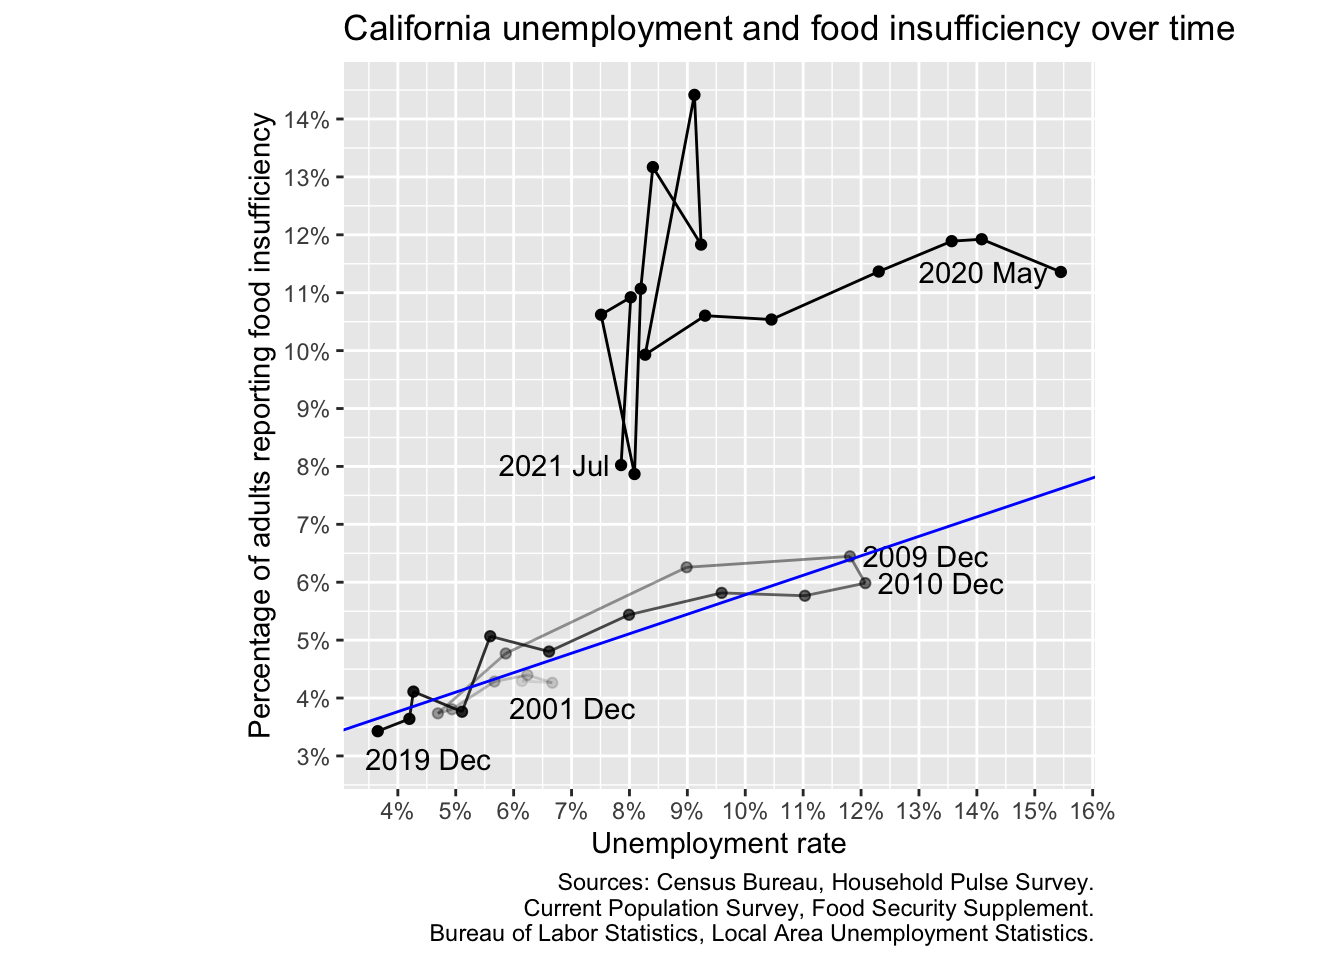 California unemployment and food insufficiency over time
Percentage of adults reporting food insufficiency
14%
13%
12%
11%
10%
9%
8%
7%
6%
5%
4%
3%
2020 May
2021 Jul
2009 Dec
2010 Dec
2001 Dec
2019 Dec
4% 5% 6% 7% 8% 9% 10% 11% 12% 13% 14% 15% 16%
Unemployment rate
Sources: Census Bureau, Household Pulse Survey.
Current Population Survey, Food Security Supplement.
Bureau of Labor Statistics, Local Area Unemployment Statistics.